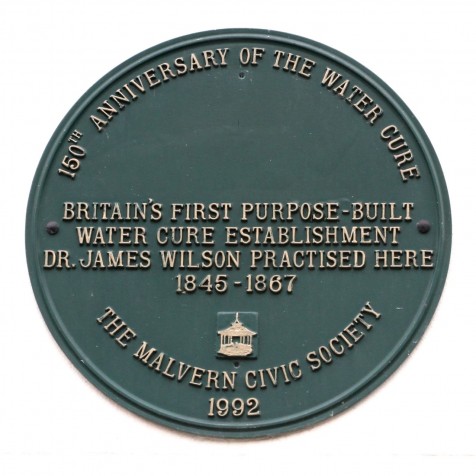 150TH ANNIVERSARY OF THE WATER CURE
BRITAIN'S FIRST PURPOSE-BUILT
WATER CURE ESTABLISHMENT
DR. JAMES WILSON PRACTISED HERE
1845-1867
THE MALVERN CIVIC SOCIETY
1992